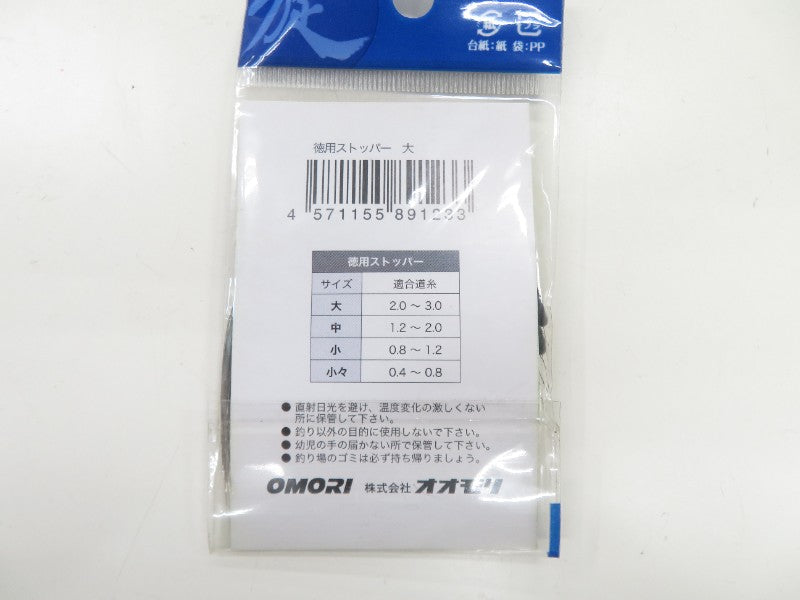 旋
紙 プラ
台紙:紙 袋:PP
徳用ストッパー 大
4 571155 891233
徳用ストッパー
サイズ 適合道糸
大 2.0～3.0
中 1.2～2.0
小 0.8～1.2
小々 0.4～0.8
● 直射日光を避け、温度変化の激しくない
所に保管して下さい。
● 釣り以外の目的に使用しないで下さい。
● 幼児の手の届かない所で保管して下さい。
● 釣り場のゴミは必ず持ち帰りましょう。
OMORI 株式会社 オオモリ